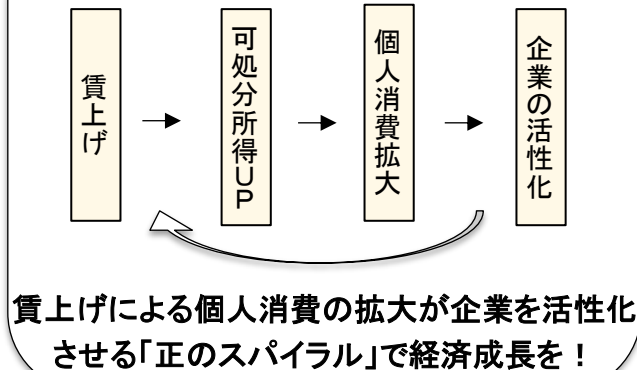 賃上げ
可処分所得UP
個人消費拡大
企業の活性化
賃上げによる個人消費の拡大が企業を活性化
させる「正のスパイラル」で経済成長を！